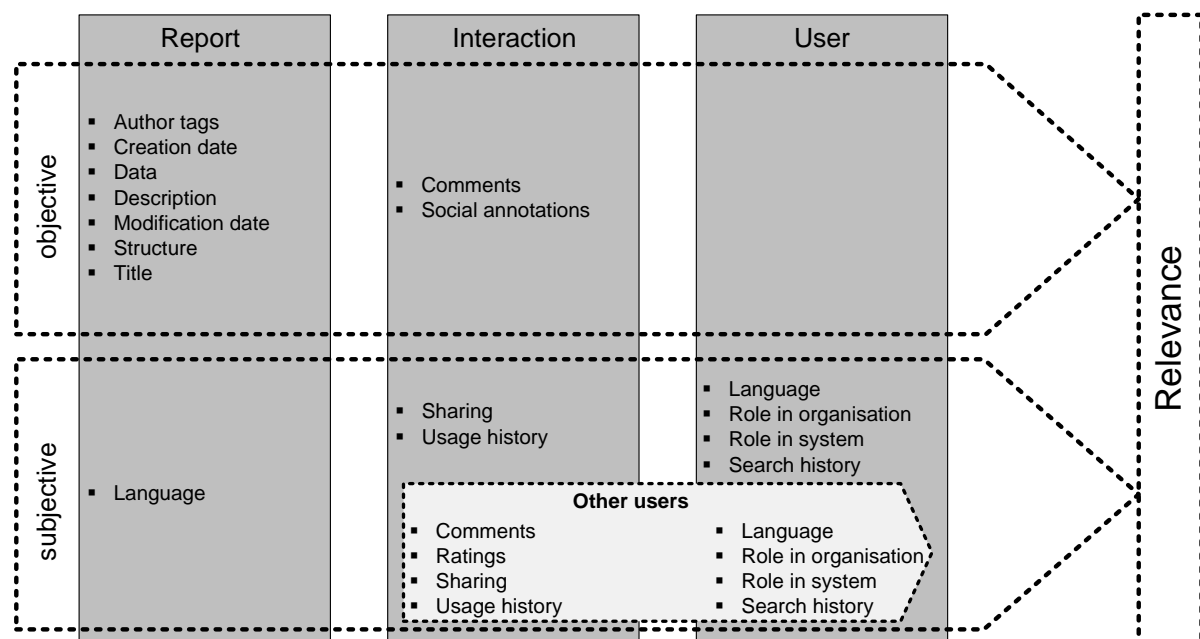 Report
Interaction
User
objective
▪ Author tags
▪ Creation date
▪ Data
▪ Description
▪ Modification date
▪ Structure
▪ Title
▪ Comments
▪ Social annotations
subjective
▪ Language
▪ Sharing
▪ Usage history
▪ Language
▪ Role in organisation
▪ Role in system
▪ Search history
Other users
▪ Comments
▪ Ratings
▪ Sharing
▪ Usage history
▪ Language
▪ Role in organisation
▪ Role in system
▪ Search history
Relevance